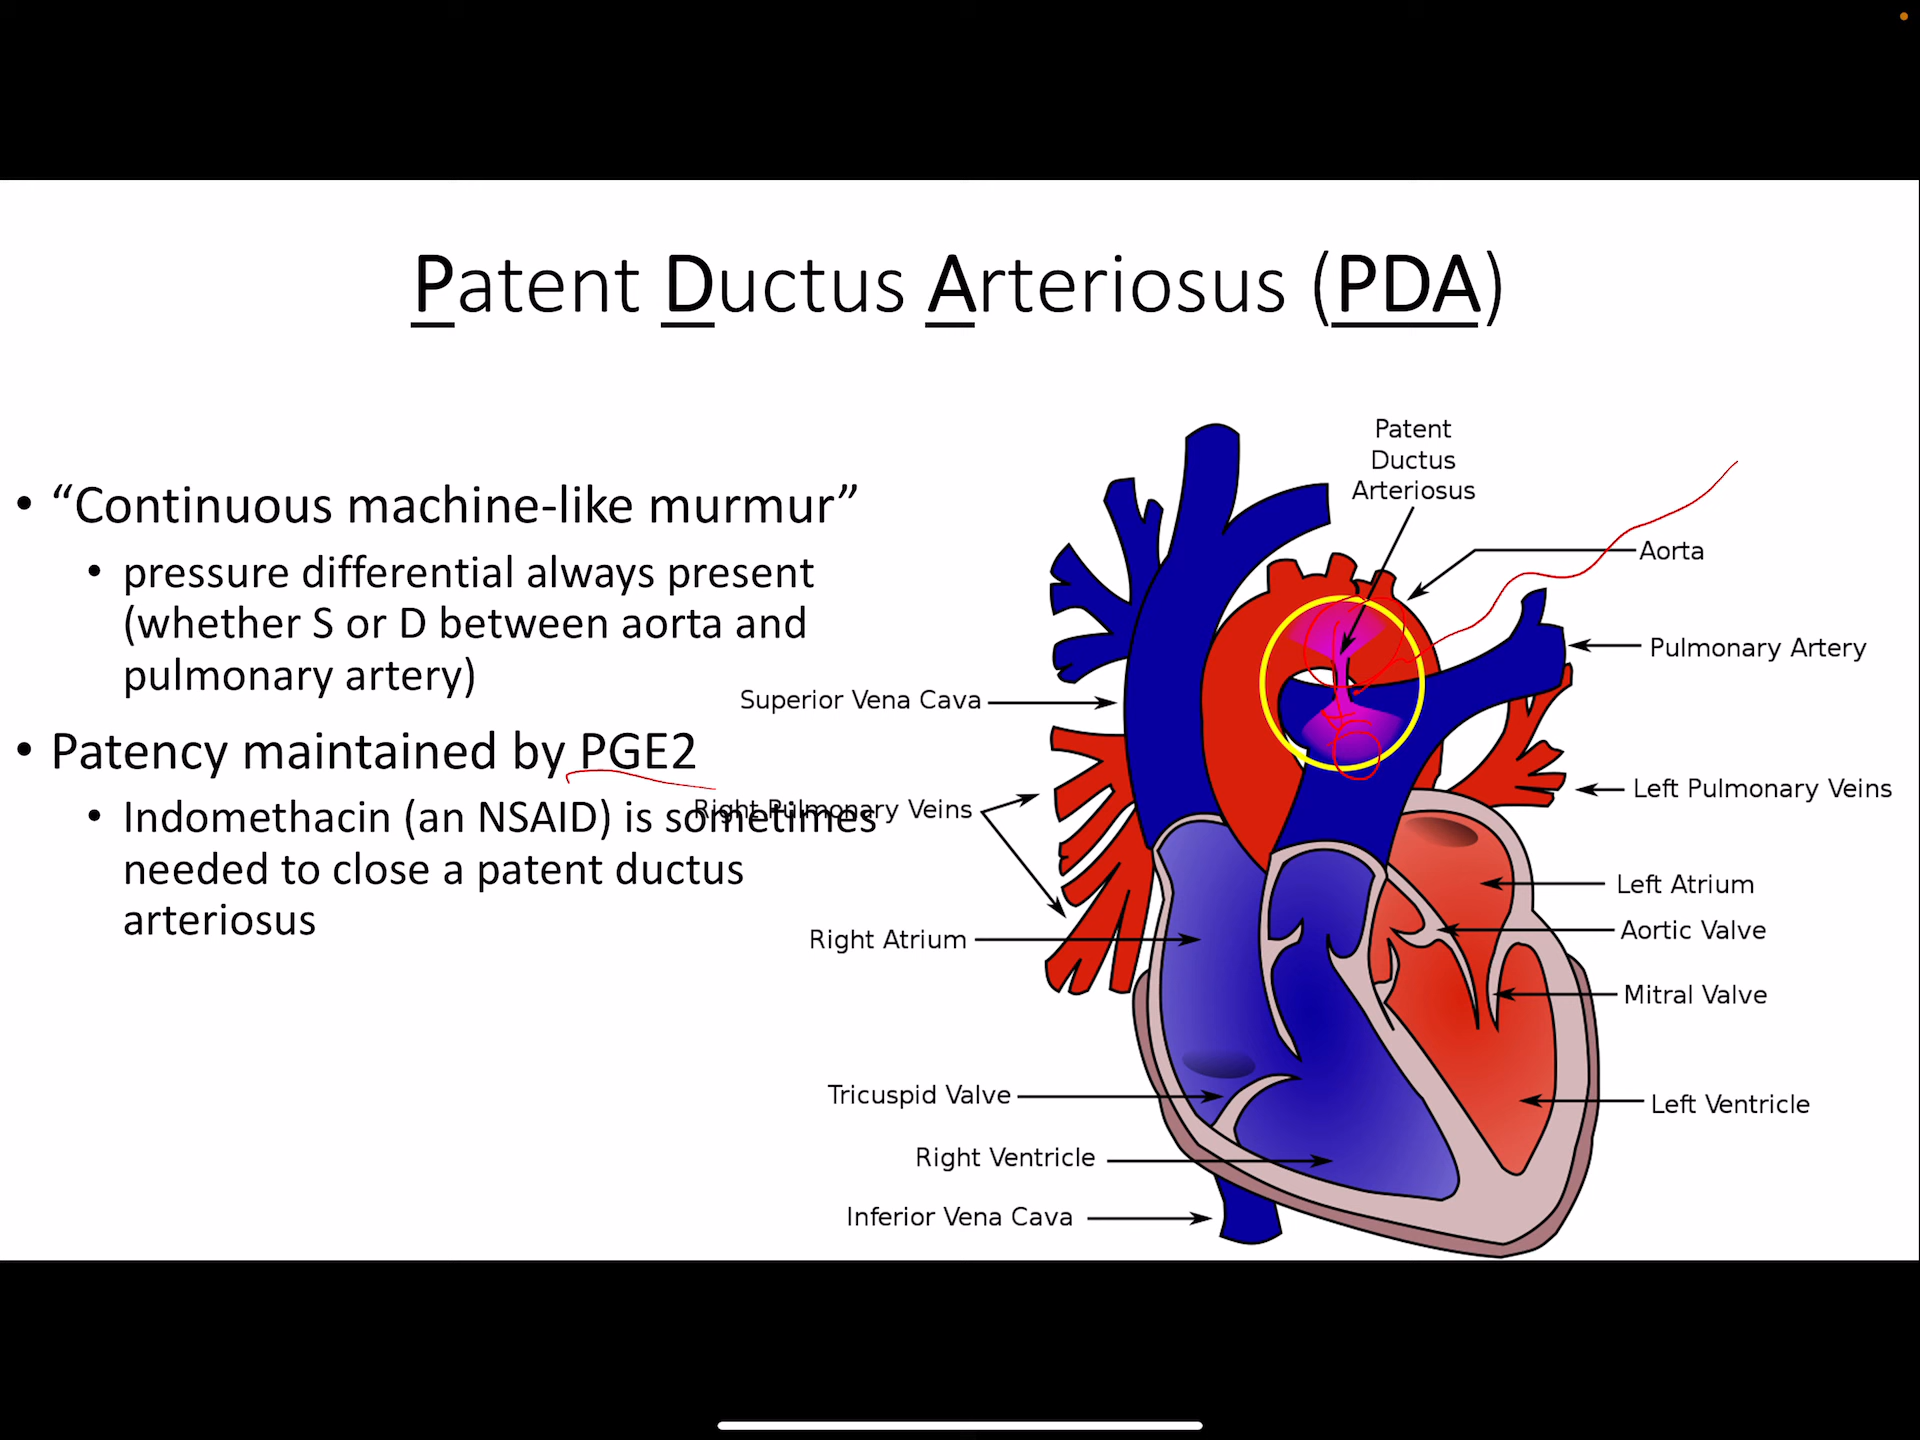 Patent Ductus Arteriosus (PDA)
• “Continuous machine-like murmur”
• pressure differential always present
(whether S or D between aorta and
pulmonary artery)
• Patency maintained by PGE2
• Indomethacin (an NSAID) is sometimes
needed to close a patent ductus
arteriosus
Patent
Ductus
Arteriosus
Aorta
Pulmonary Artery
Superior Vena Cava
Left Pulmonary Veins
Right Pulmonary Veins
Left Atrium
Aortic Valve
Right Atrium
Mitral Valve
Tricuspid Valve
Left Ventricle
Right Ventricle
Inferior Vena Cava